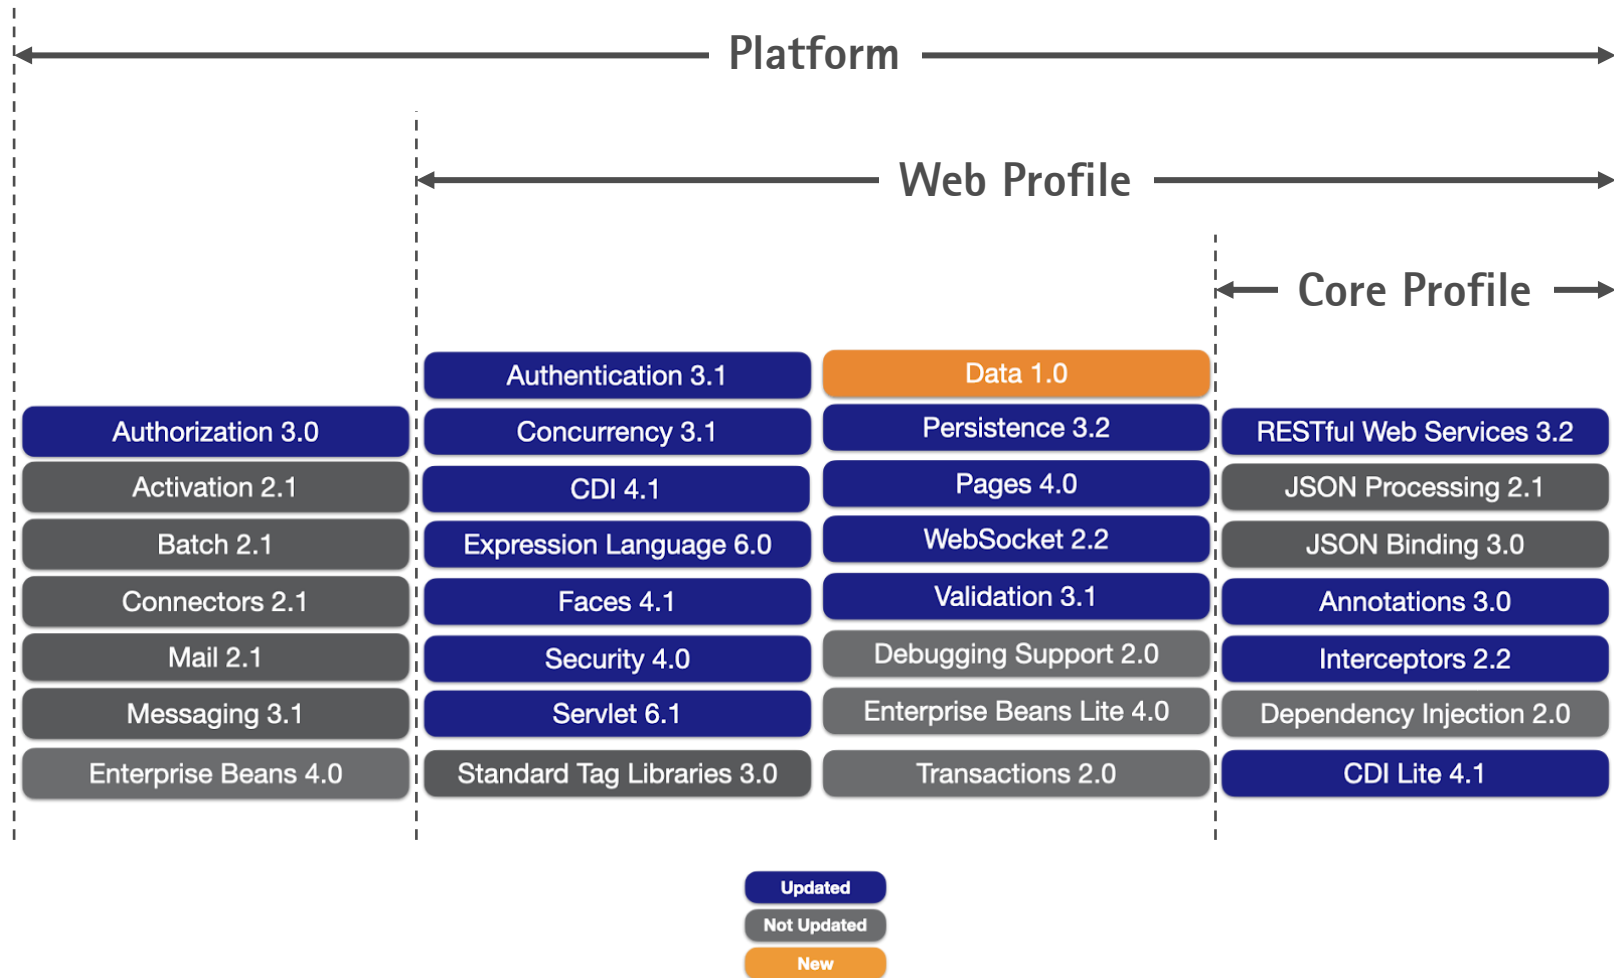 Platform
Web Profile
Core Profile
Authorization 3.0
Activation 2.1
Batch 2.1
Connectors 2.1
Mail 2.1
Messaging 3.1
Enterprise Beans 4.0
Authentication 3.1
Concurrency 3.1
CDI 4.1
Expression Language 6.0
Faces 4.1
Security 4.0
Servlet 6.1
Standard Tag Libraries 3.0
Data 1.0
Persistence 3.2
Pages 4.0
WebSocket 2.2
Validation 3.1
Debugging Support 2.0
Enterprise Beans Lite 4.0
Transactions 2.0
RESTful Web Services 3.2
JSON Processing 2.1
JSON Binding 3.0
Annotations 3.0
Interceptors 2.2
Dependency Injection 2.0
CDI Lite 4.1
Updated
Not Updated
New